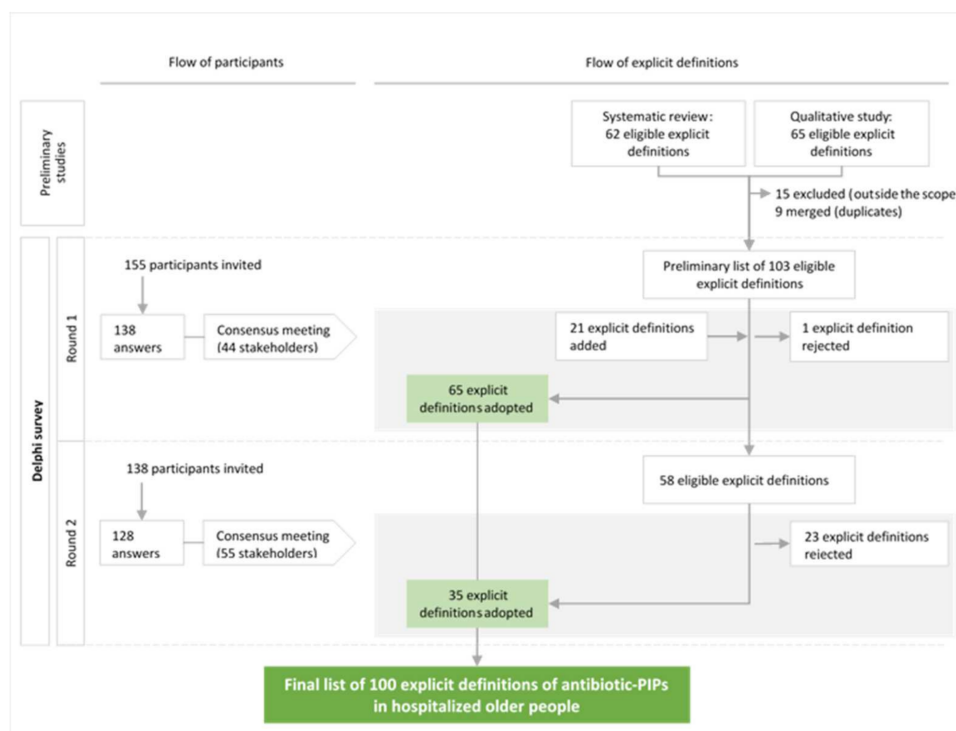 Flow of participants
Flow of explicit definitions
Preliminary
studies
Systematic review:
62 eligible explicit
definitions
Qualitative study:
65 eligible explicit
definitions
15 excluded (outside the scope
9 merged (duplicates)
Delphi survey
Round 1
155 participants invited
138
answers
Consensus meeting
(44 stakeholders)
Preliminary list of 103 eligible
explicit definitions
21 explicit definitions
added
1 explicit definition
rejected
65 explicit
definitions adopted
Round 2
138 participants invited
128
answers
Consensus meeting
(55 stakeholders)
58 eligible explicit definitions
23 explicit definitions
rejected
35 explicit
definitions adopted
Final list of 100 explicit definitions of antibiotic-PIPs
in hospitalized older people